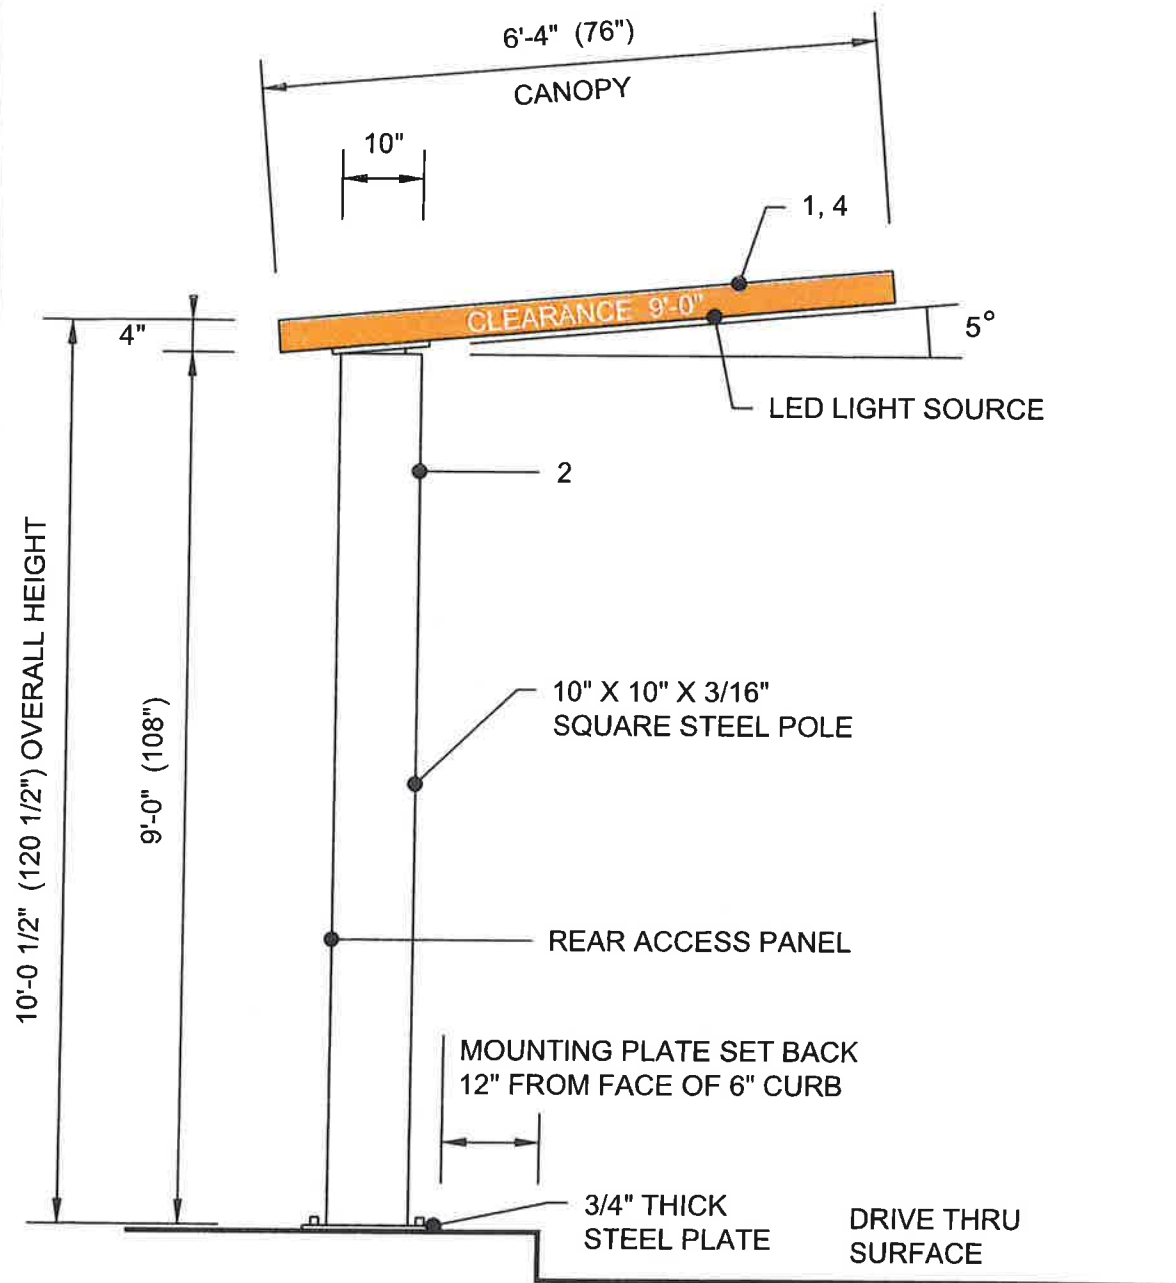 6'-4" (76")
CANOPY
10"
1, 4
CLEARANCE 9'-0"
4"
5°
LED LIGHT SOURCE
2
10'-0 1/2" (120 1/2") OVERALL HEIGHT
9'-0" (108")
10" X 10" X 3/16"
SQUARE STEEL POLE
REAR ACCESS PANEL
MOUNTING PLATE SET BACK
12" FROM FACE OF 6" CURB
3/4" THICK
STEEL PLATE
DRIVE THRU
SURFACE